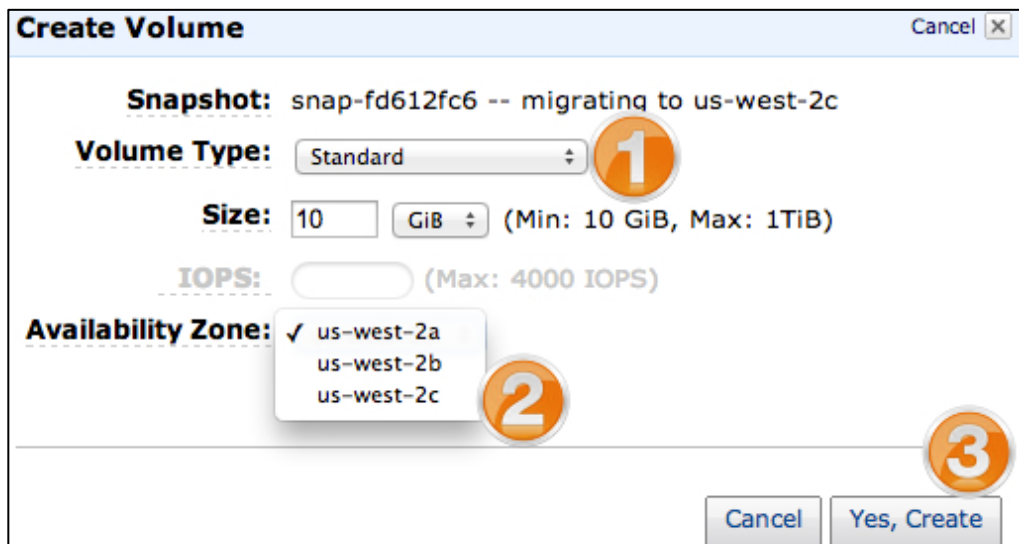 Create Volume Cancel
Snapshot: snap-fd612fc6 -- migrating to us-west-2c
Volume Type: Standard 1
Size: 10 GiB (Min: 10 GiB, Max: 1TiB)
IOPS: (Max: 4000 IOPS)
Availability Zone: ✓ us-west-2a
us-west-2b
us-west-2c
2
3
Cancel Yes, Create